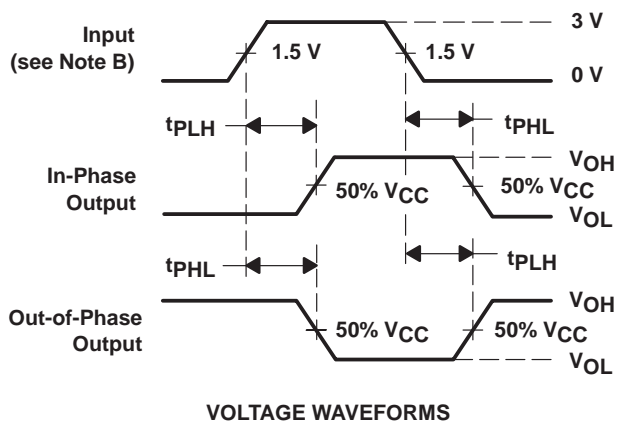 Input
(see Note B)
1.5 V
1.5 V
3 V
0 V
tPLH
tPHL
In-Phase
Output
50% VCC
50% VCC
VOH
VOL
tPHL
tPLH
Out-of-Phase
Output
50% VCC
50% VCC
VOH
VOL
VOLTAGE WAVEFORMS